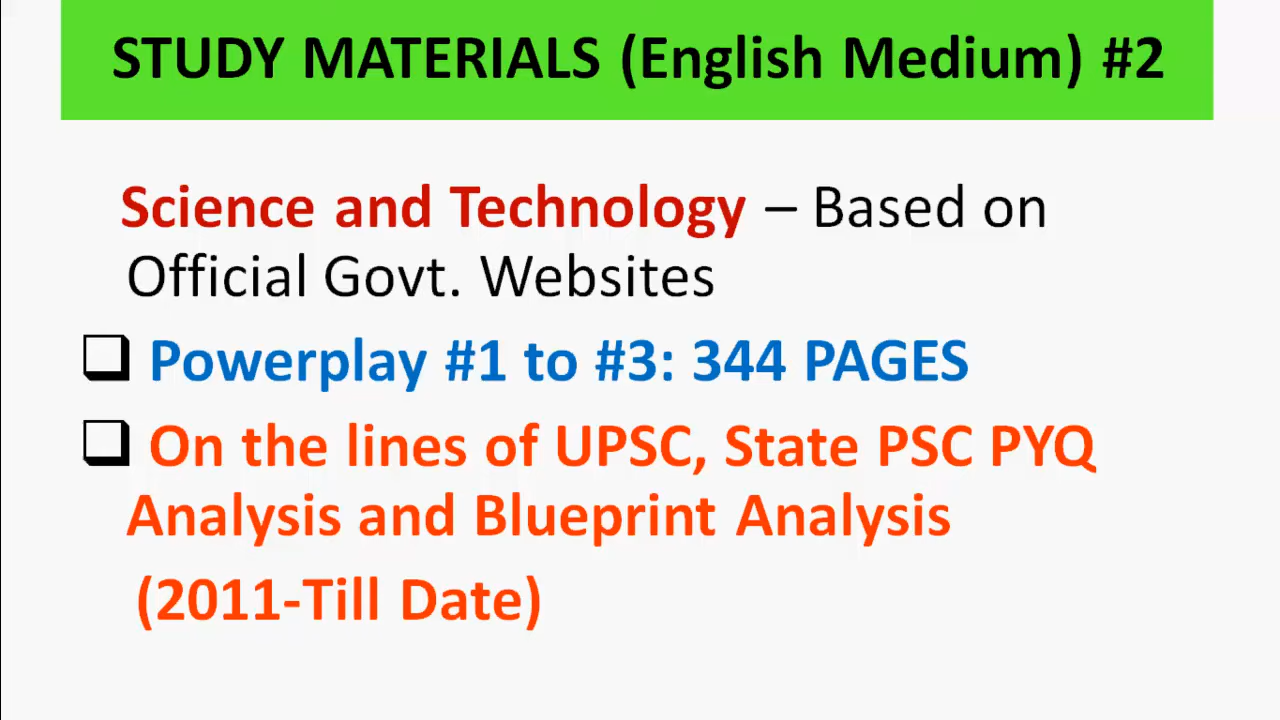 STUDY MATERIALS (English Medium) #2
Science and Technology – Based on
Official Govt. Websites
❑ Powerplay #1 to #3: 344 PAGES
❑ On the lines of UPSC, State PSC PYQ
Analysis and Blueprint Analysis
(2011-Till Date)